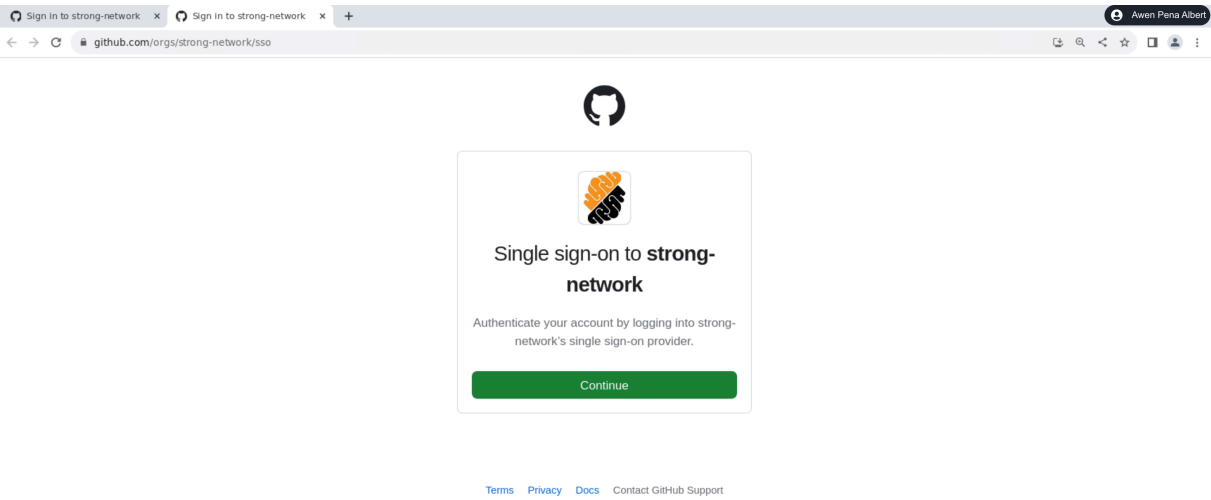 Sign in to strong-network
Sign in to strong-network
Awen Pena Albert
github.com/orgs/strong-network/sso
Single sign-on to strong-
network
Authenticate your account by logging into strong-
network's single sign-on provider.
Continue
Terms Privacy Docs Contact GitHub Support